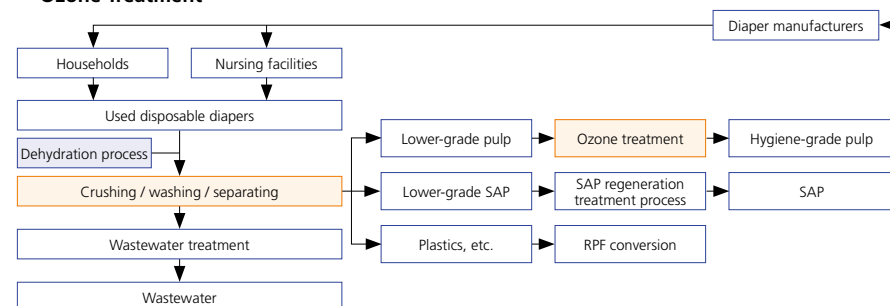 Ozone Treatment
Diaper manufacturers
Households
Nursing facilities
Used disposable diapers
Dehydration process
Lower-grade pulp
Ozone treatment
Hygiene-grade pulp
Crushing / washing / separating
Lower-grade SAP
SAP regeneration
treatment process
SAP
Wastewater treatment
Plastics, etc.
RPF conversion
Wastewater